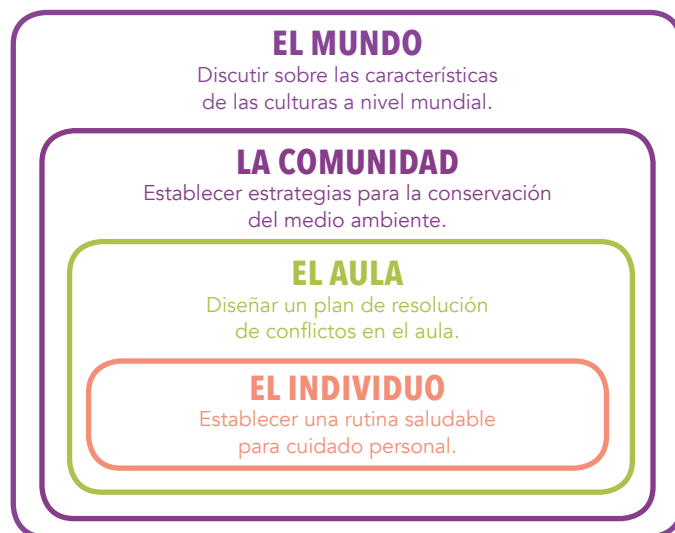 EL MUNDO
Discutir sobre las características
de las culturas a nivel mundial.
LA COMUNIDAD
Establecer estrategias para la conservación
del medio ambiente.
EL AULA
Diseñar un plan de resolución
de conflictos en el aula.
EL INDIVIDUO
Establecer una rutina saludable
para cuidado personal.